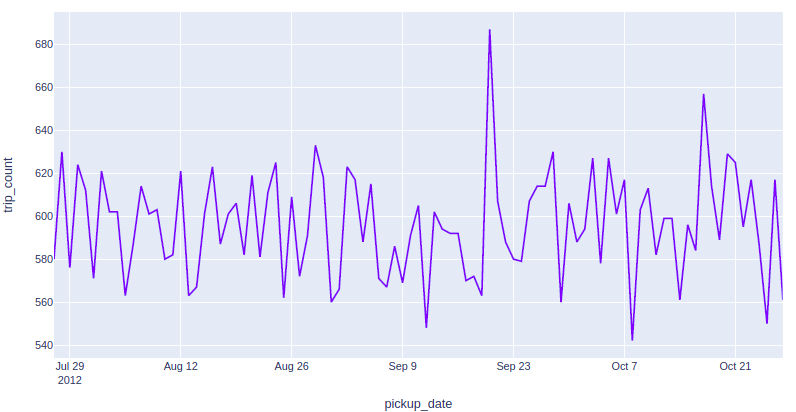 trip_count
680
660
640
620
600
580
560
540
Jul 29
2012
Aug 12
Aug 26
Sep 9
Sep 23
Oct 7
Oct 21
pickup_date